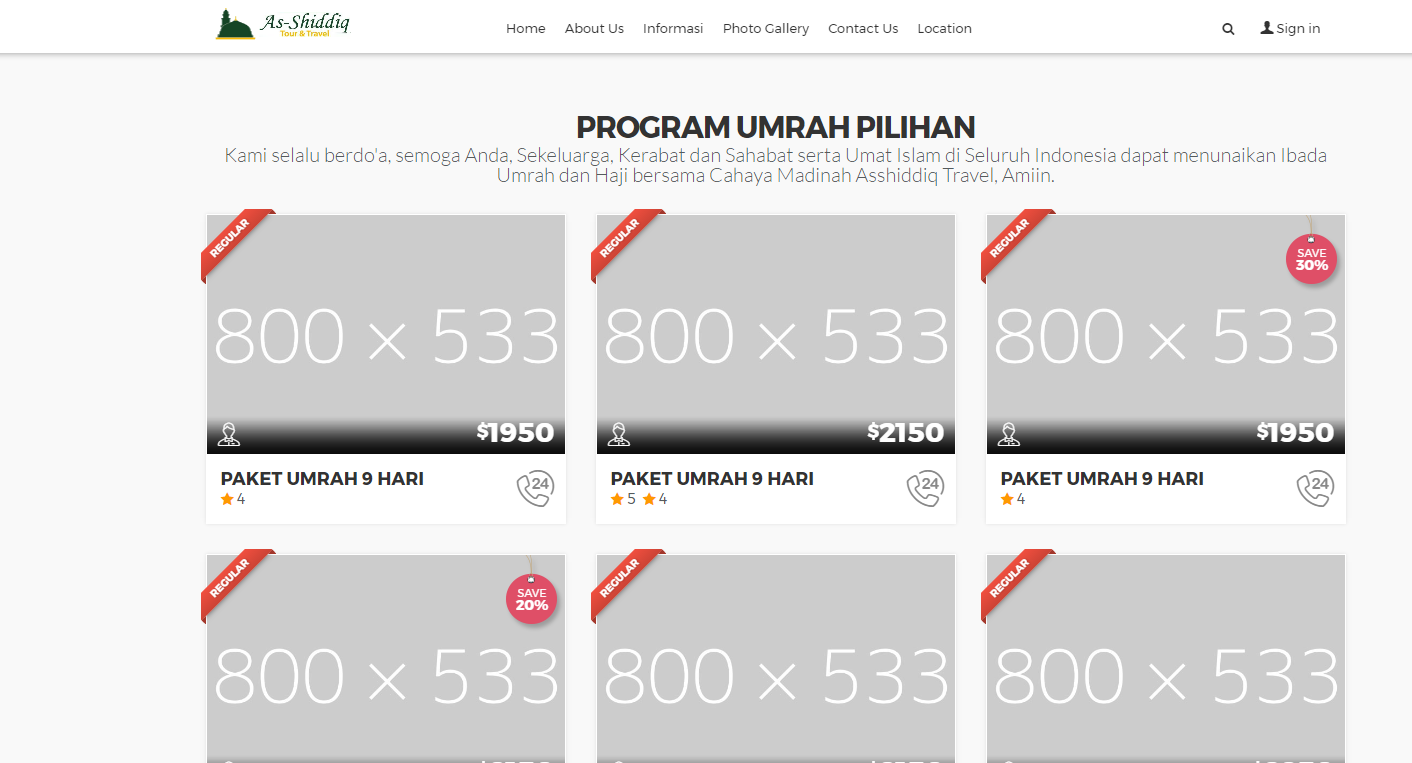 As-Shiddiq
Tour & Travel
Home About Us Informasi Photo Gallery Contact Us Location Sign in
PROGRAM UMRAH PILIHAN
Kami selalu berdo'a, semoga Anda, Sekeluarga, Kerabat dan Sahabat serta Umat Islam di Seluruh Indonesia dapat menunaikan Ibada
Umrah dan Haji bersama Cahaya Madinah Asshiddiq Travel, Amiin.
REGULAR
800 × 533
$1950
PAKET UMRAH 9 HARI
24
4
REGULAR
800 × 533
$2150
PAKET UMRAH 9 HARI
24
5 4
REGULAR
SAVE
30%
800 × 533
$1950
PAKET UMRAH 9 HARI
24
4
REGULAR
SAVE
20%
800 × 533
REGULAR
800 × 533
REGULAR
800 × 533